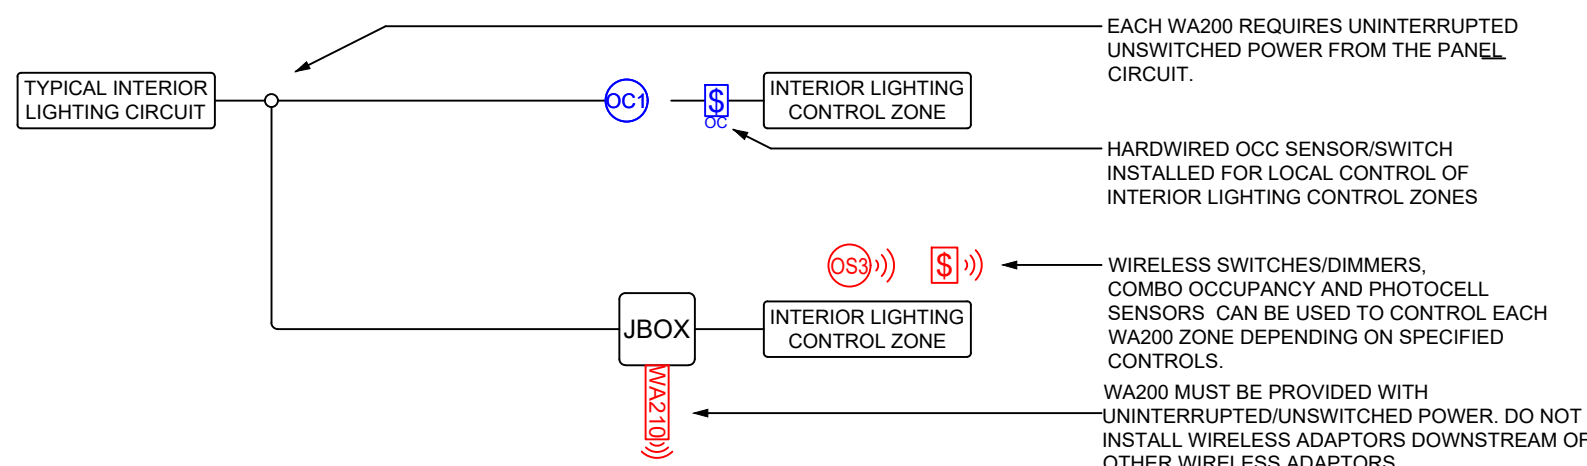 EACH WA200 REQUIRES UNINTERRUPTED
UNSWITCHED POWER FROM THE PANEL
CIRCUIT.
TYPICAL INTERIOR
LIGHTING CIRCUIT
OC1
$
OC
INTERIOR LIGHTING
CONTROL ZONE
HARDWIRED OCC SENSOR/SWITCH
INSTALLED FOR LOCAL CONTROL OF
INTERIOR LIGHTING CONTROL ZONES
OS3
$
WIRELESS SWITCHES/DIMMERS,
COMBO OCCUPANCY AND PHOTOCELL
SENSORS CAN BE USED TO CONTROL EACH
WA200 ZONE DEPENDING ON SPECIFIED
CONTROLS.
JBOX
INTERIOR LIGHTING
CONTROL ZONE
WA210
WA200 MUST BE PROVIDED WITH
UNINTERRUPTED/UNSWITCHED POWER. DO NOT
INSTALL WIRELESS ADAPTORS DOWNSTREAM OF
OTHER WIRELESS ADAPTORS